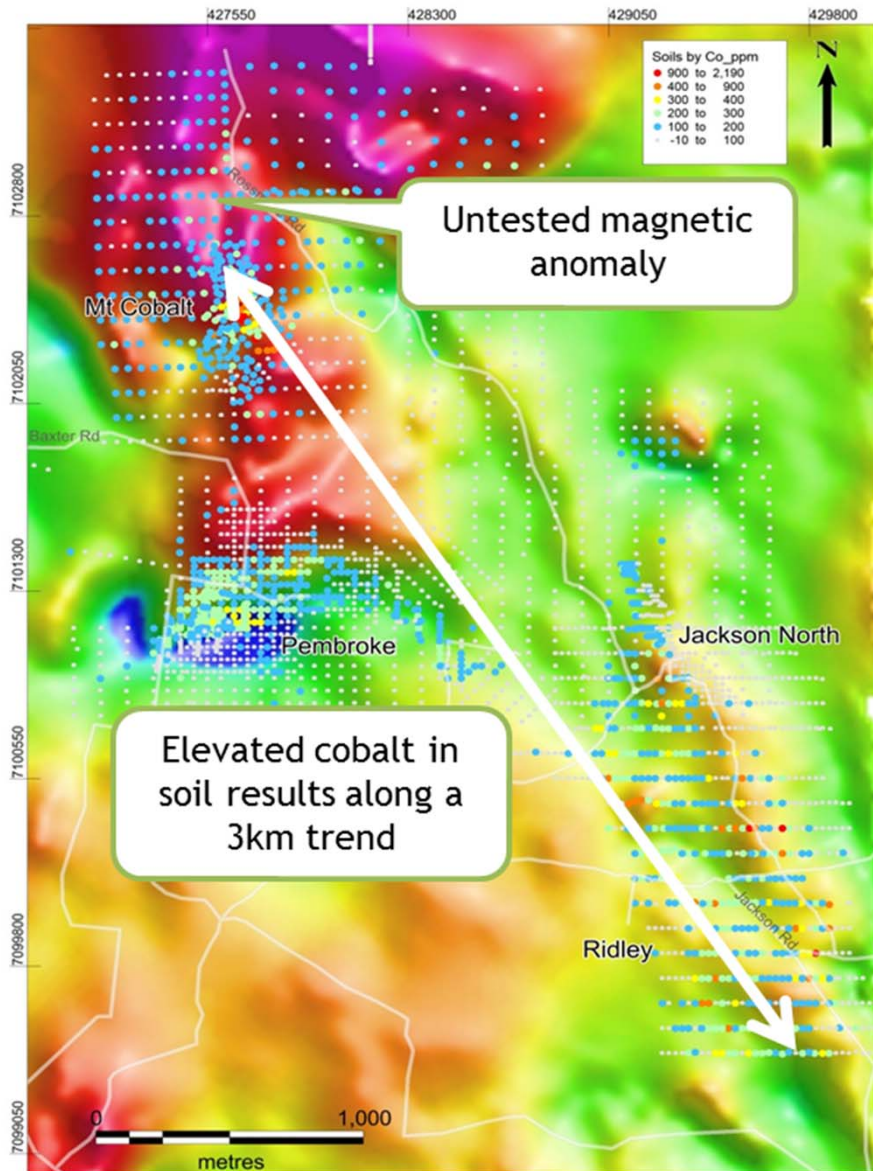 427550 428300 429050 429800
Soils by Co_ppm
900 to 2,190
400 to 900
300 to 400
200 to 300
100 to 200
-10 to 100
N
7102800
Untested magnetic
anomaly
Mt Cobalt
7102050
Baxter Rd
7101300
Pembroke
Jackson North
7100550
Elevated cobalt in
soil results along a
3km trend
Jackson Rd
Ridley
7099800
7099050
0 1,000
metres